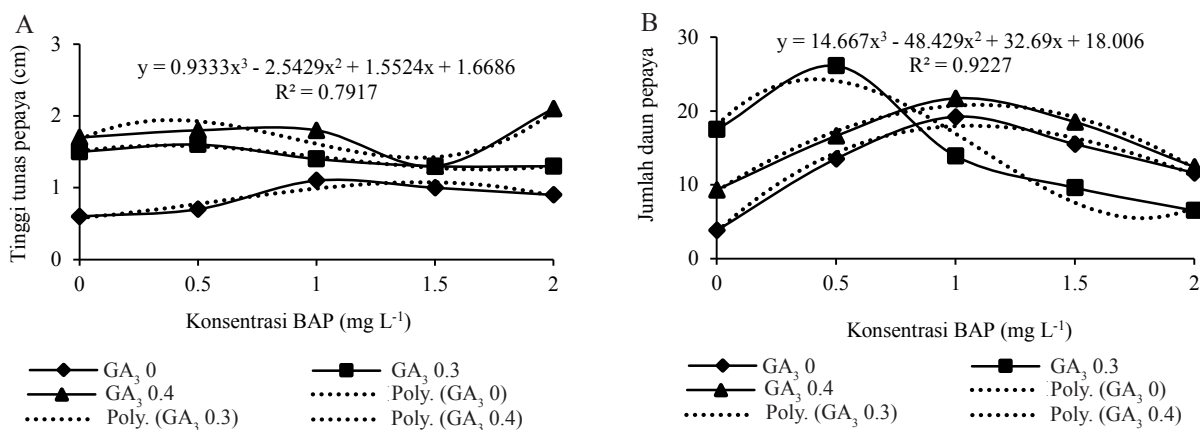 A
Tinggi tunas pepaya (cm)
3
2
1
0
y = 0.9333x³ - 2.5429x² + 1.5524x + 1.6686
R² = 0.7917
0 0.5 1 1.5 2
Konsentrasi BAP (mg L⁻¹)
GA₃ 0
GA₃ 0.3
GA₃ 0.4
Poly. (GA₃ 0)
Poly. (GA₃ 0.3)
Poly. (GA₃ 0.4)
B
Jumlah daun pepaya
30
20
10
0
y = 14.667x³ - 48.429x² + 32.69x + 18.006
R² = 0.9227
0 0.5 1 1.5 2
Konsentrasi BAP (mg L⁻¹)
GA₃ 0
GA₃ 0.3
GA₃ 0.4
Poly. (GA₃ 0)
Poly. (GA₃ 0.3)
Poly. (GA₃ 0.4)